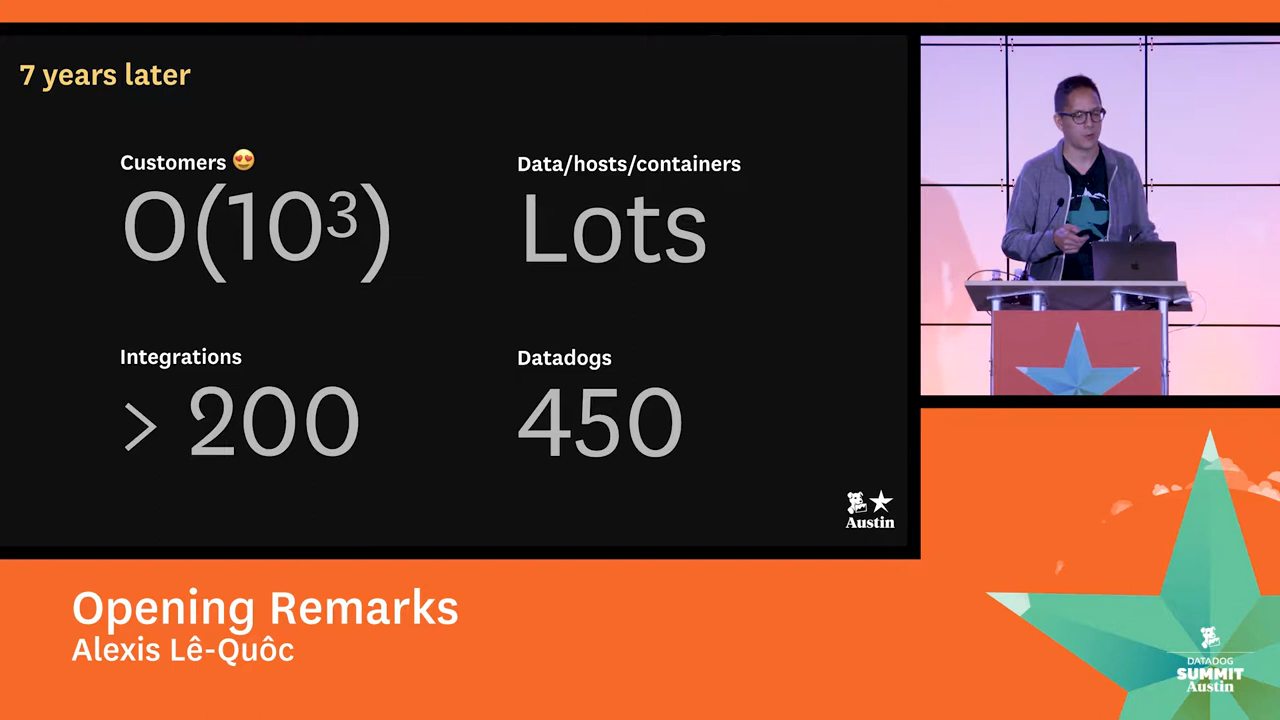 7 years later
Customers 😍
O(10³)
Data/hosts/containers
Lots
Integrations
> 200
Datadogs
450
Austin
Opening Remarks
Alexis Lê-Quôc
DATADOG
SUMMIT
Austin